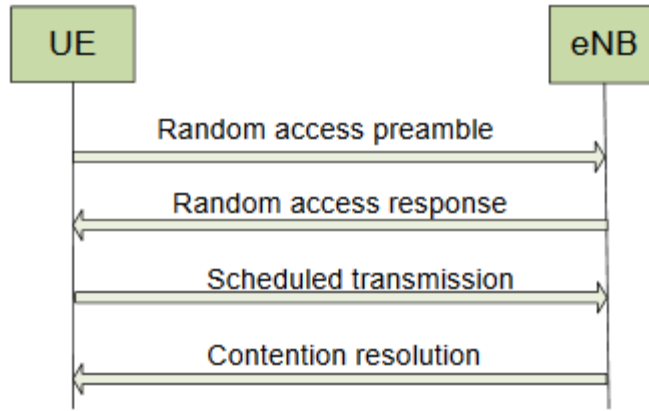 UE
eNB
Random access preamble
Random access response
Scheduled transmission
Contention resolution